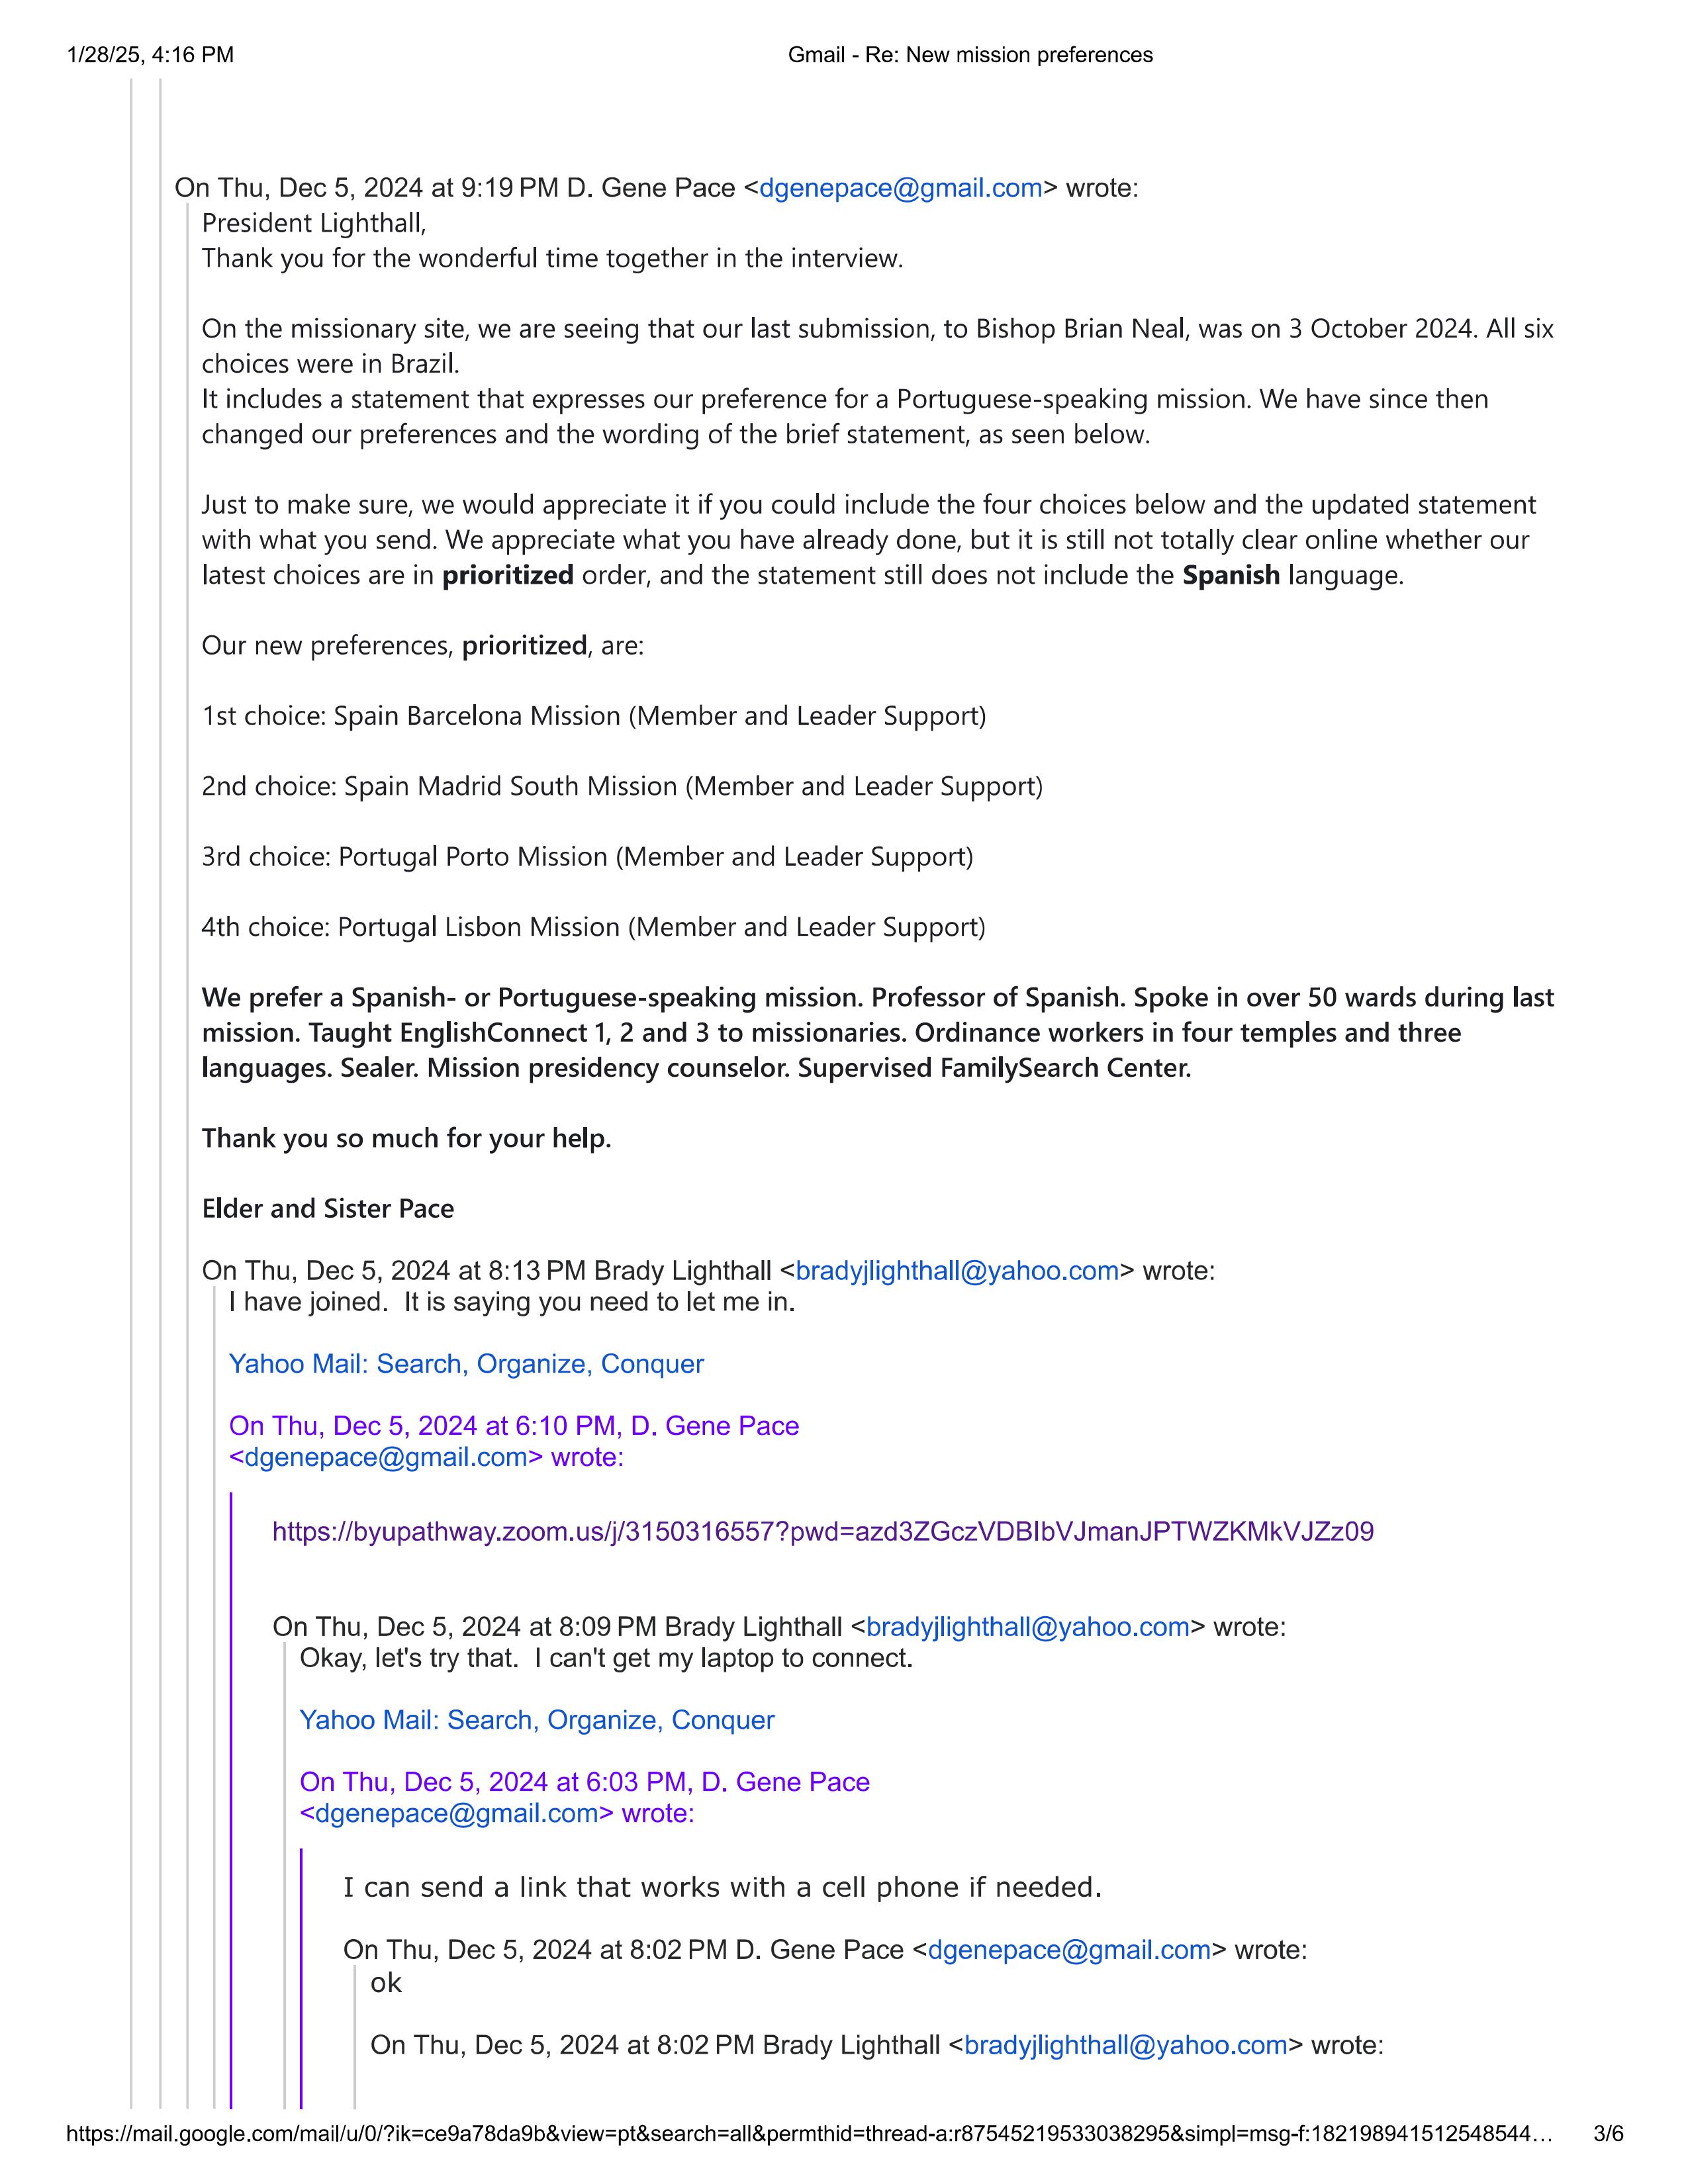 1/28/25, 4:16 PM
Gmail - Re: New mission preferences
On Thu, Dec 5, 2024 at 9:19 PM D. Gene Pace <dgenepace@gmail.com> wrote:
President Lighthall,
Thank you for the wonderful time together in the interview.
On the missionary site, we are seeing that our last submission, to Bishop Brian Neal, was on 3 October 2024. All six
choices were in Brazil.
It includes a statement that expresses our preference for a Portuguese-speaking mission. We have since then
changed our preferences and the wording of the brief statement, as seen below.
Just to make sure, we would appreciate it if you could include the four choices below and the updated statement
with what you send. We appreciate what you have already done, but it is still not totally clear online whether our
latest choices are in prioritized order, and the statement still does not include the Spanish language.
Our new preferences, prioritized, are:
1st choice: Spain Barcelona Mission (Member and Leader Support)
2nd choice: Spain Madrid South Mission (Member and Leader Support)
3rd choice: Portugal Porto Mission (Member and Leader Support)
4th choice: Portugal Lisbon Mission (Member and Leader Support)
We prefer a Spanish- or Portuguese-speaking mission. Professor of Spanish. Spoke in over 50 wards during last
mission. Taught EnglishConnect 1, 2 and 3 to missionaries. Ordinance workers in four temples and three
languages. Sealer. Mission presidency counselor. Supervised FamilySearch Center.
Thank you so much for your help.
Elder and Sister Pace
On Thu, Dec 5, 2024 at 8:13 PM Brady Lighthall <bradyjlighthall@yahoo.com> wrote:
I have joined.  It is saying you need to let me in.
Yahoo Mail: Search, Organize, Conquer
On Thu, Dec 5, 2024 at 6:10 PM, D. Gene Pace
<dgenepace@gmail.com> wrote:
https://byupathway.zoom.us/j/3150316557?pwd=azd3ZGczVDBIbVJmanJPTWZKMkVJZz09
On Thu, Dec 5, 2024 at 8:09 PM Brady Lighthall <bradyjlighthall@yahoo.com> wrote:
Okay, let's try that.  I can't get my laptop to connect.
Yahoo Mail: Search, Organize, Conquer
On Thu, Dec 5, 2024 at 6:03 PM, D. Gene Pace
<dgenepace@gmail.com> wrote:
I can send a link that works with a cell phone if needed.
On Thu, Dec 5, 2024 at 8:02 PM D. Gene Pace <dgenepace@gmail.com> wrote:
ok
On Thu, Dec 5, 2024 at 8:02 PM Brady Lighthall <bradyjlighthall@yahoo.com> wrote:
https://mail.google.com/mail/u/0/?ik=ce9a78da9b&view=pt&search=all&permthid=thread-a:r87545219533038295&simpl=msg-f:182198941512548544…
3/6